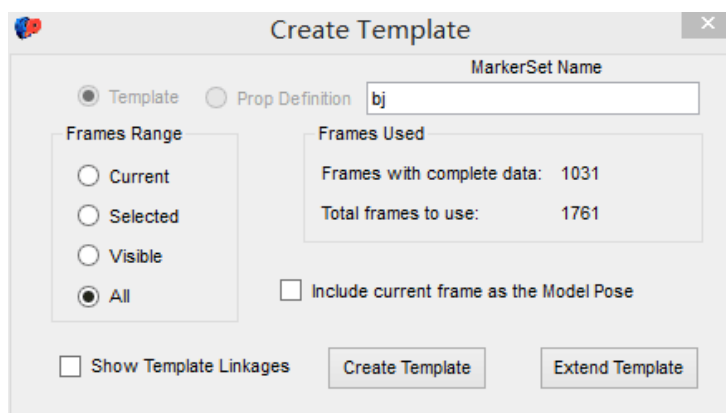 Create Template
MarkerSet Name
Template Prop Definition bj
Frames Range
Current
Selected
Visible
All
Frames Used
Frames with complete data: 1031
Total frames to use: 1761
Include current frame as the Model Pose
Show Template Linkages
Create Template
Extend Template